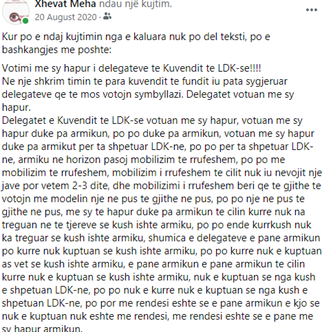 Xhevat Meha ndau një kujtim.
20 August 2020 ·
Kur po e ndaj kujtimin nga e kaluara nuk po del teksti, po e
bashkangjes me poshte:
Votimi me sy hapur i delegateve te Kuvendit te LDK-se!!!!
Ne nje shkrim timin te para kuvendit te fundit iu pata sygjeruar
delegateve qe te mos votojn symbyllazi. Delegatet votuan me sy
hapur.
Delegatet e Kuvendit te LDK-se votuan me sy hapur, votuan me sy
hapur duke pa armikun, po po duke pa armikun, votuan me sy hapur
duke pa armikut per ta shpetuar LDK-ne, po po per ta shpetuar LDK-
ne, armiku ne horizon pasoj mobilizim te rrufeshem, po po me
mobilizim te rrufeshem, mobilizimi i rrufeshem te cilit nuk iu nevojit nje
jave por vetem 2-3 dite, dhe mobilizimi i rrufeshem beri qe te gjithe te
votojn me modelin nje ne pus te gjithe ne pus, po po nje ne pus te
gjithe ne pus, me sy te hapur duke pa armikun te cilin kurre nuk na
treguan ne te tjereve se kush ishte armiku, po po ende kurrkush nuk
ka treguar se kush ishte armiku, shumica e delegateve e pane armikun
po kurre nuk kuptuan se kush ishte armiku, po po kurre nuk e kuptuan
as vet se kush ishte armiku, e pane armikun e pane armikun te cilin
kurre nuk e kuptuan se kush ishte armiku, nuk e kuptuan se nga kush
e shpetuan LDK-ne, po po nuk e kurre nuk e kuptuan se nga kush e
shpetuan LDK-ne, po por me rendesi eshte se e pane armikun e kjo se
nuk e kuptuan nuk eshte me rendesi, me rendesi eshte se e pane me
sy hapur armikun.